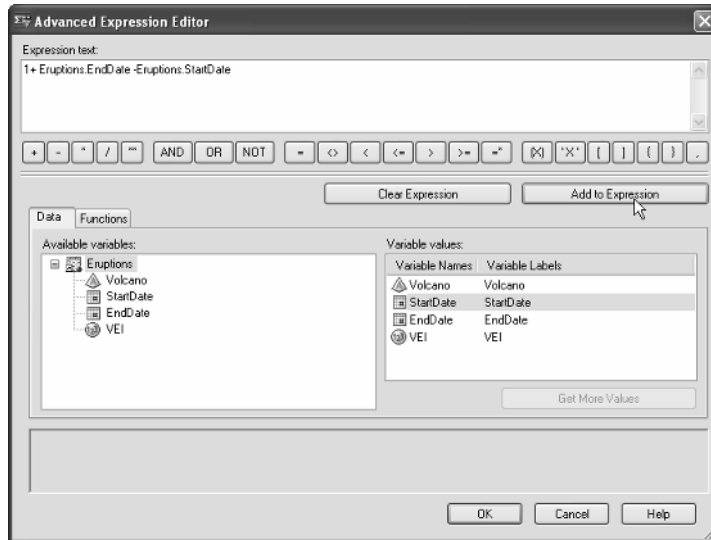 Advanced Expression Editor
Expression text:
1+ Eruptions.EndDate -Eruptions.StartDate
+ - * / ** AND OR NOT = <> < <= > >= =* (X) 'X' [ ] ( ) ,
Clear Expression Add to Expression
Data Functions
Available variables: Variable values:
Eruptions Variable Names Variable Labels
Volcano Volcano Volcano
StartDate StartDate StartDate
EndDate EndDate EndDate
VEI VEI VEI
Get More Values
OK Cancel Help